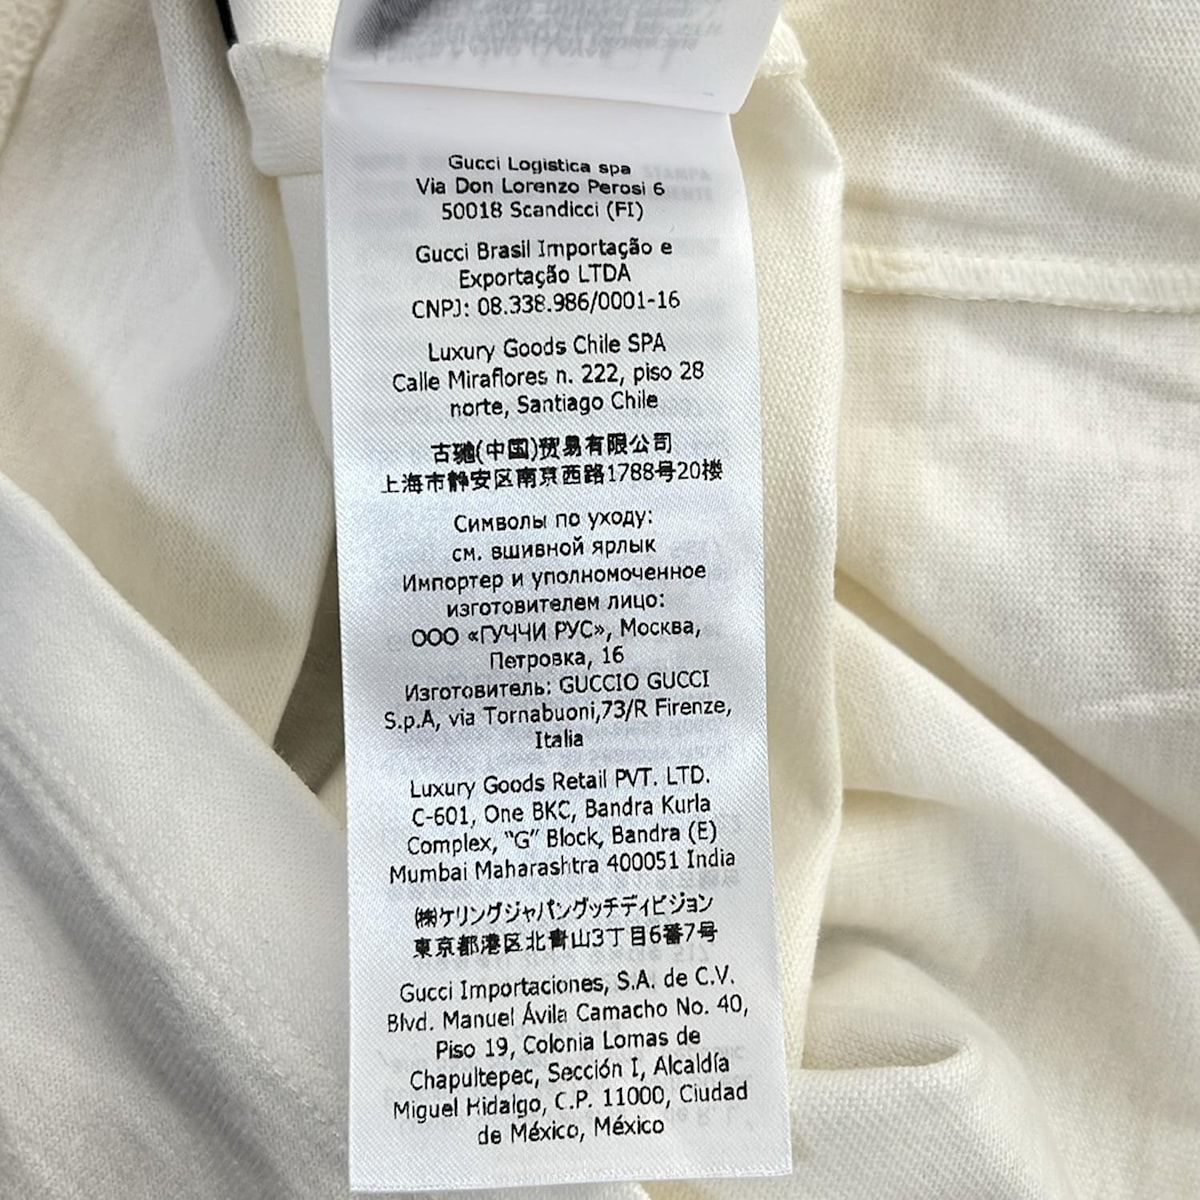 Gucci Logistica spa
Via Don Lorenzo Perosi 6
50018 Scandicci (FI)
Gucci Brasil Importação e
Exportação LTDA
CNPJ: 08.338.986/0001-16
Luxury Goods Chile SPA
Calle Miraflores n. 222, piso 28
norte, Santiago Chile
古驰(中国)贸易有限公司
上海市静安区南京西路1788号20楼
Символы по уходу:
см. вшивной ярлык
Импортер и уполномоченное
изготовителем лицо:
ООО «ГУЧЧИ РУС», Москва,
Петровка, 16
Изготовитель: GUCCIO GUCCI
S.p.A, via Tornabuoni,73/R Firenze,
Italia
Luxury Goods Retail PVT. LTD.
C-601, One BKC, Bandra Kurla
Complex, “G” Block, Bandra (E)
Mumbai Maharashtra 400051 India
㈱ケリングジャパングッチディビジョン
東京都港区北青山3丁目6番7号
Gucci Importaciones, S.A. de C.V.
Blvd. Manuel Ávila Camacho No. 40,
Piso 19, Colonia Lomas de
Chapultepec, Sección I, Alcaldía
Miguel Hidalgo, C.P. 11000, Ciudad
de México, México